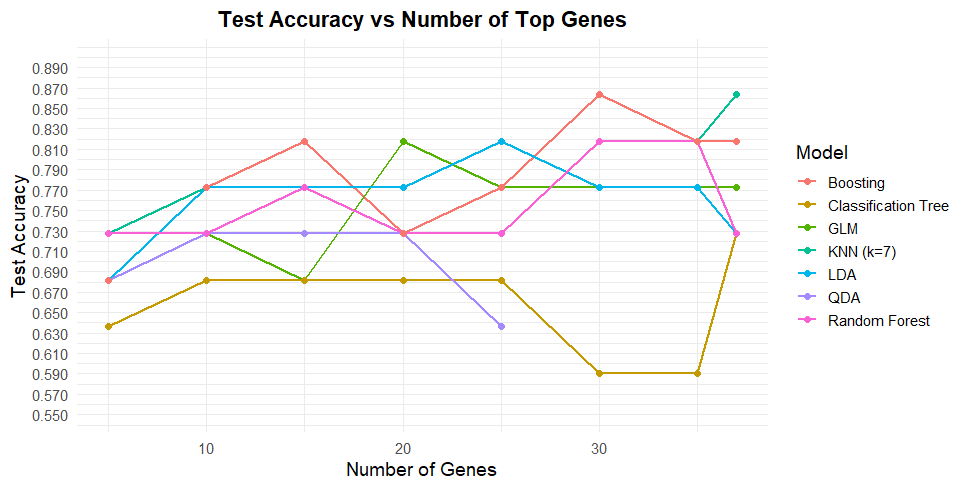 Test Accuracy vs Number of Top Genes
Test Accuracy
0.890
0.870
0.850
0.830
0.810
0.790
0.770
0.750
0.730
0.710
0.690
0.670
0.650
0.630
0.610
0.590
0.570
0.550
10
20
30
Number of Genes
Model
Boosting
Classification Tree
GLM
KNN (k=7)
LDA
QDA
Random Forest